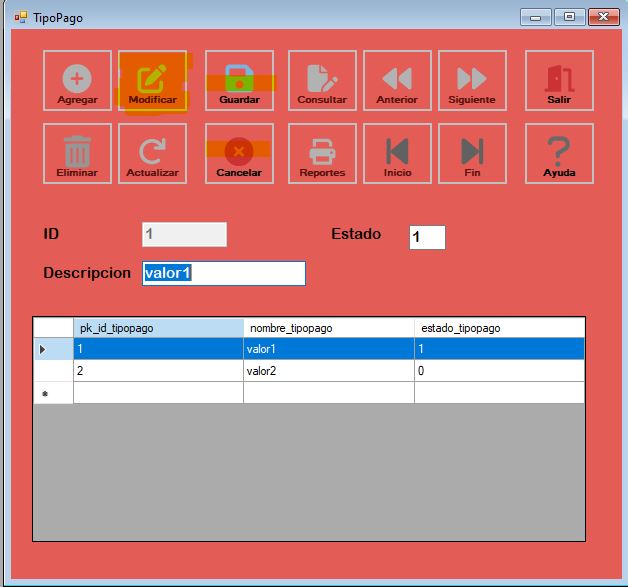 TipoPago
Agregar Modificar Guardar Consultar Anterior Siguiente Salir
Eliminar Actualizar Cancelar Reportes Inicio Fin Ayuda
ID 1 Estado 1
Descripcion valor1
pk_id_tipopago nombre_tipopago estado_tipopago
1 valor1 1
2 valor2 0